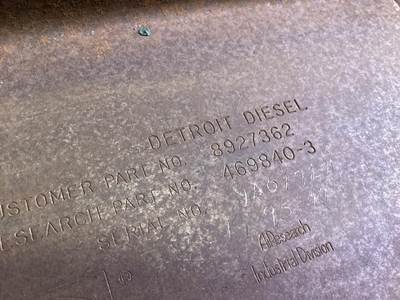 DETROIT DIESEL
USTOMER PART NO. 8927362
ESEARCH PART NO. 469840-3
SERIAL NO.
AiResearch
Industrial Division